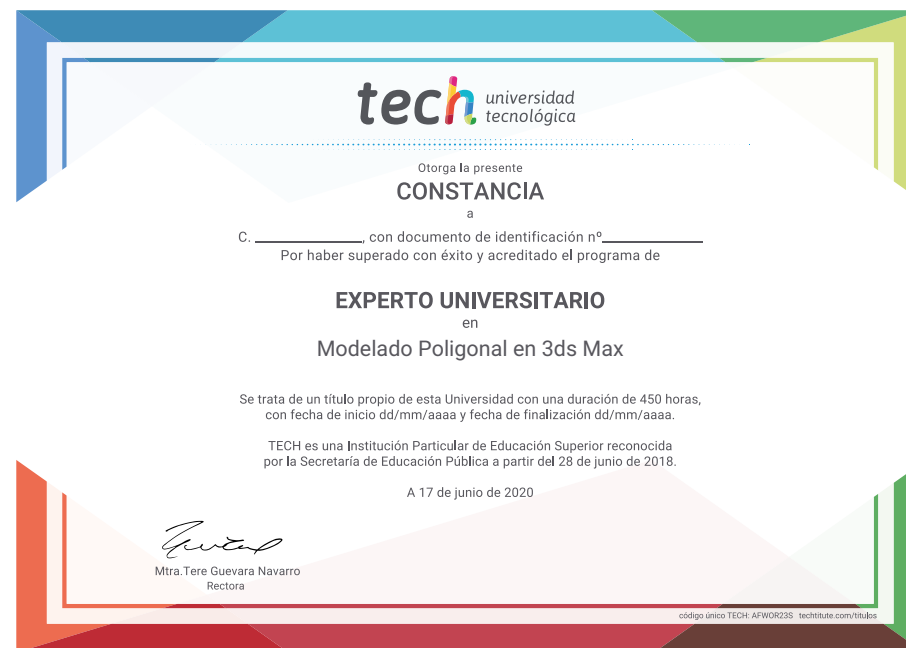 tech universidad
tecnológica
Otorga la presente
CONSTANCIA
a
C. ____________, con documento de identificación nº____________
Por haber superado con éxito y acreditado el programa de
EXPERTO UNIVERSITARIO
en
Modelado Poligonal en 3ds Max
Se trata de un título propio de esta Universidad con una duración de 450 horas,
con fecha de inicio dd/mm/aaaa y fecha de finalización dd/mm/aaaa.
TECH es una Institución Particular de Educación Superior reconocida
por la Secretaría de Educación Pública a partir del 28 de junio de 2018.
A 17 de junio de 2020
Mtra.Tere Guevara Navarro
Rectora
código único TECH: AFWOR23S techtitute.com/titulos